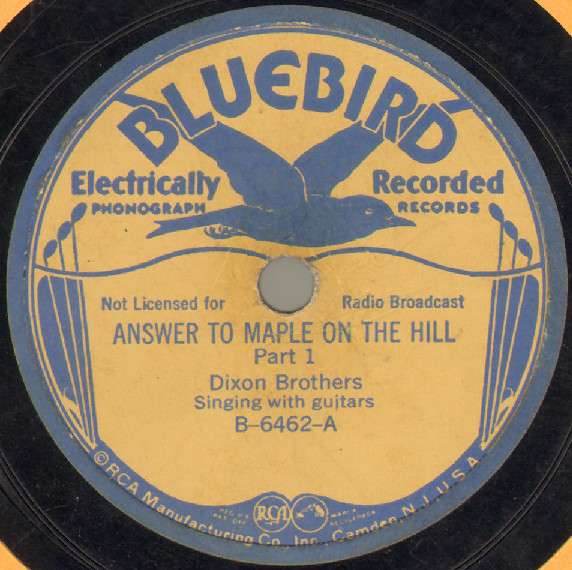 BLUEBIRD
Electrically Recorded
PHONOGRAPH RECORDS
Not Licensed for Radio Broadcast
ANSWER TO MAPLE ON THE HILL
Part 1
Dixon Brothers
Singing with guitars
B-6462-A
RCA
©RCA Manufacturing Co., Inc., Camden, N.J., U.S.A.